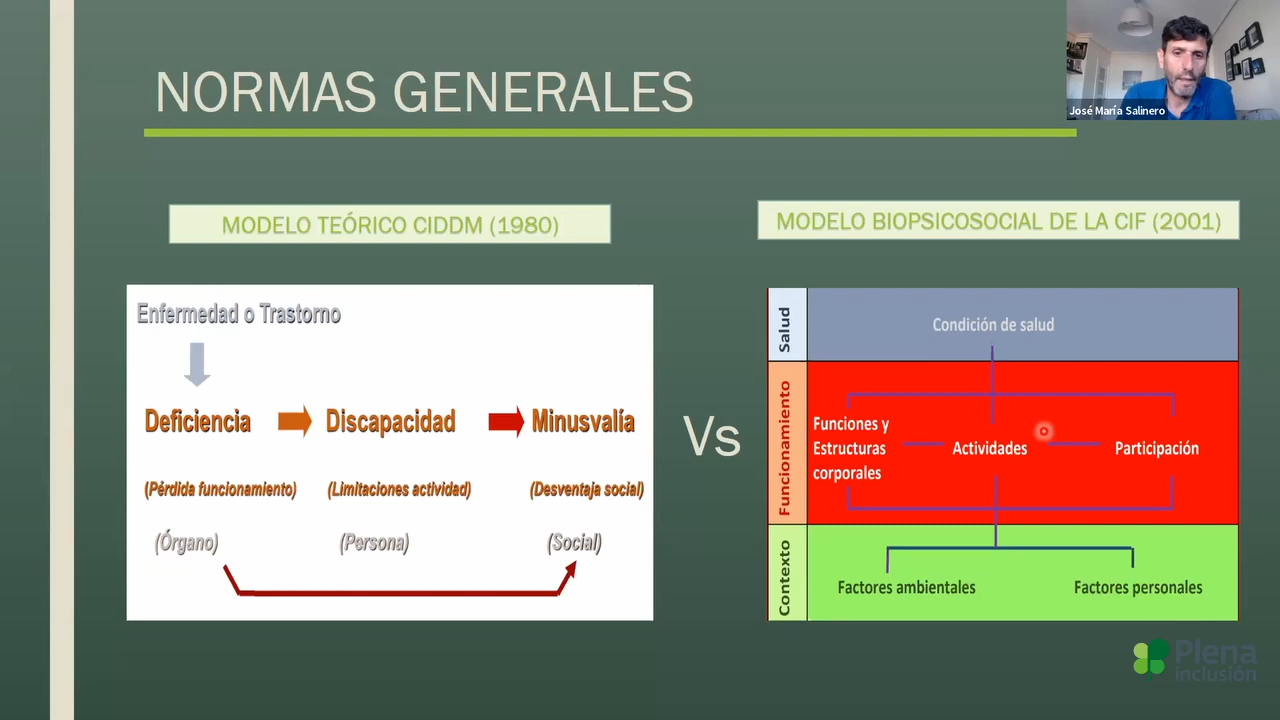 NORMAS GENERALES
José María Salinero
MODELO TEÓRICO CIDDM (1980)
Enfermedad o Trastorno
Deficiencia
Discapacidad
Minusvalía
(Pérdida funcionamiento)
(Limitaciones actividad)
(Desventaja social)
(Órgano)
(Persona)
(Social)
Vs
MODELO BIOPSICOSOCIAL DE LA CIF (2001)
Salud
Condición de salud
Funcionamiento
Funciones y
Estructuras
corporales
Actividades
Participación
Contexto
Factores ambientales
Factores personales
Plena
inclusión